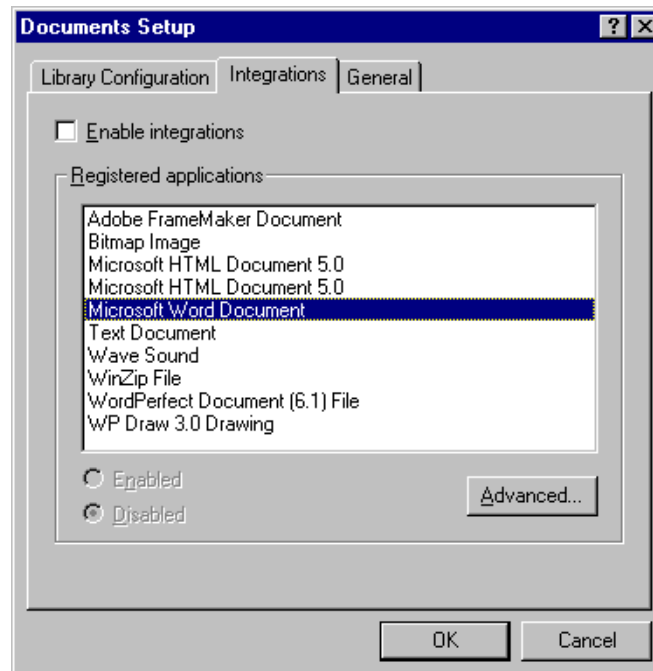 Documents Setup
Library Configuration Integrations General
Enable integrations
Registered applications
Adobe FrameMaker Document
Bitmap Image
Microsoft HTML Document 5.0
Microsoft HTML Document 5.0
Microsoft Word Document
Text Document
Wave Sound
WinZip File
WordPerfect Document (6.1) File
WP Draw 3.0 Drawing
Enabled
Disabled
Advanced...
OK Cancel